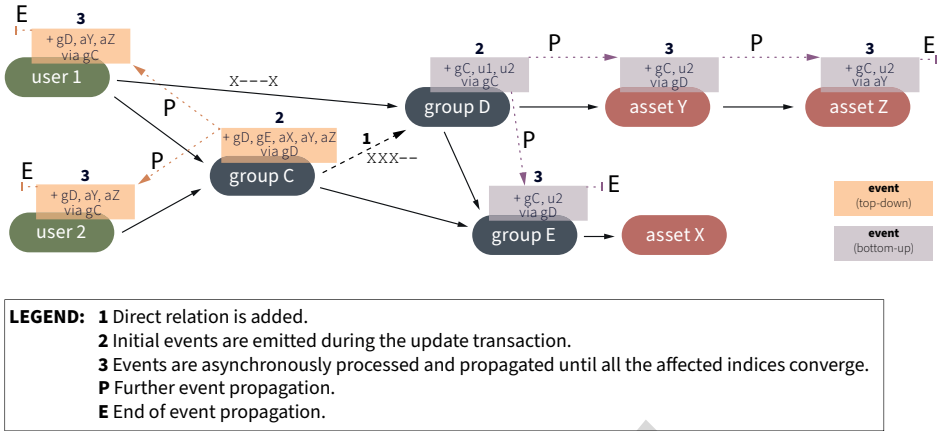 E
3
+ gD, aY, aZ
via gC
user 1
X---X
P
2
+ gC, u1, u2
via gC
group D
P
3
+ gC, u2
via gD
asset Y
P
3
+ gC, u2
via aY
asset Z
E
2
+ gD, gE, aX, aY, aZ
via gD
group C
1
XXX--
P
P
E
3
+ gD, aY, aZ
via gC
user 2
3
+ gC, u2
via gD
group E
E
asset X
event
(top-down)
event
(bottom-up)
LEGEND: 1 Direct relation is added.
2 Initial events are emitted during the update transaction.
3 Events are asynchronously processed and propagated until all the affected indices converge.
P Further event propagation.
E End of event propagation.